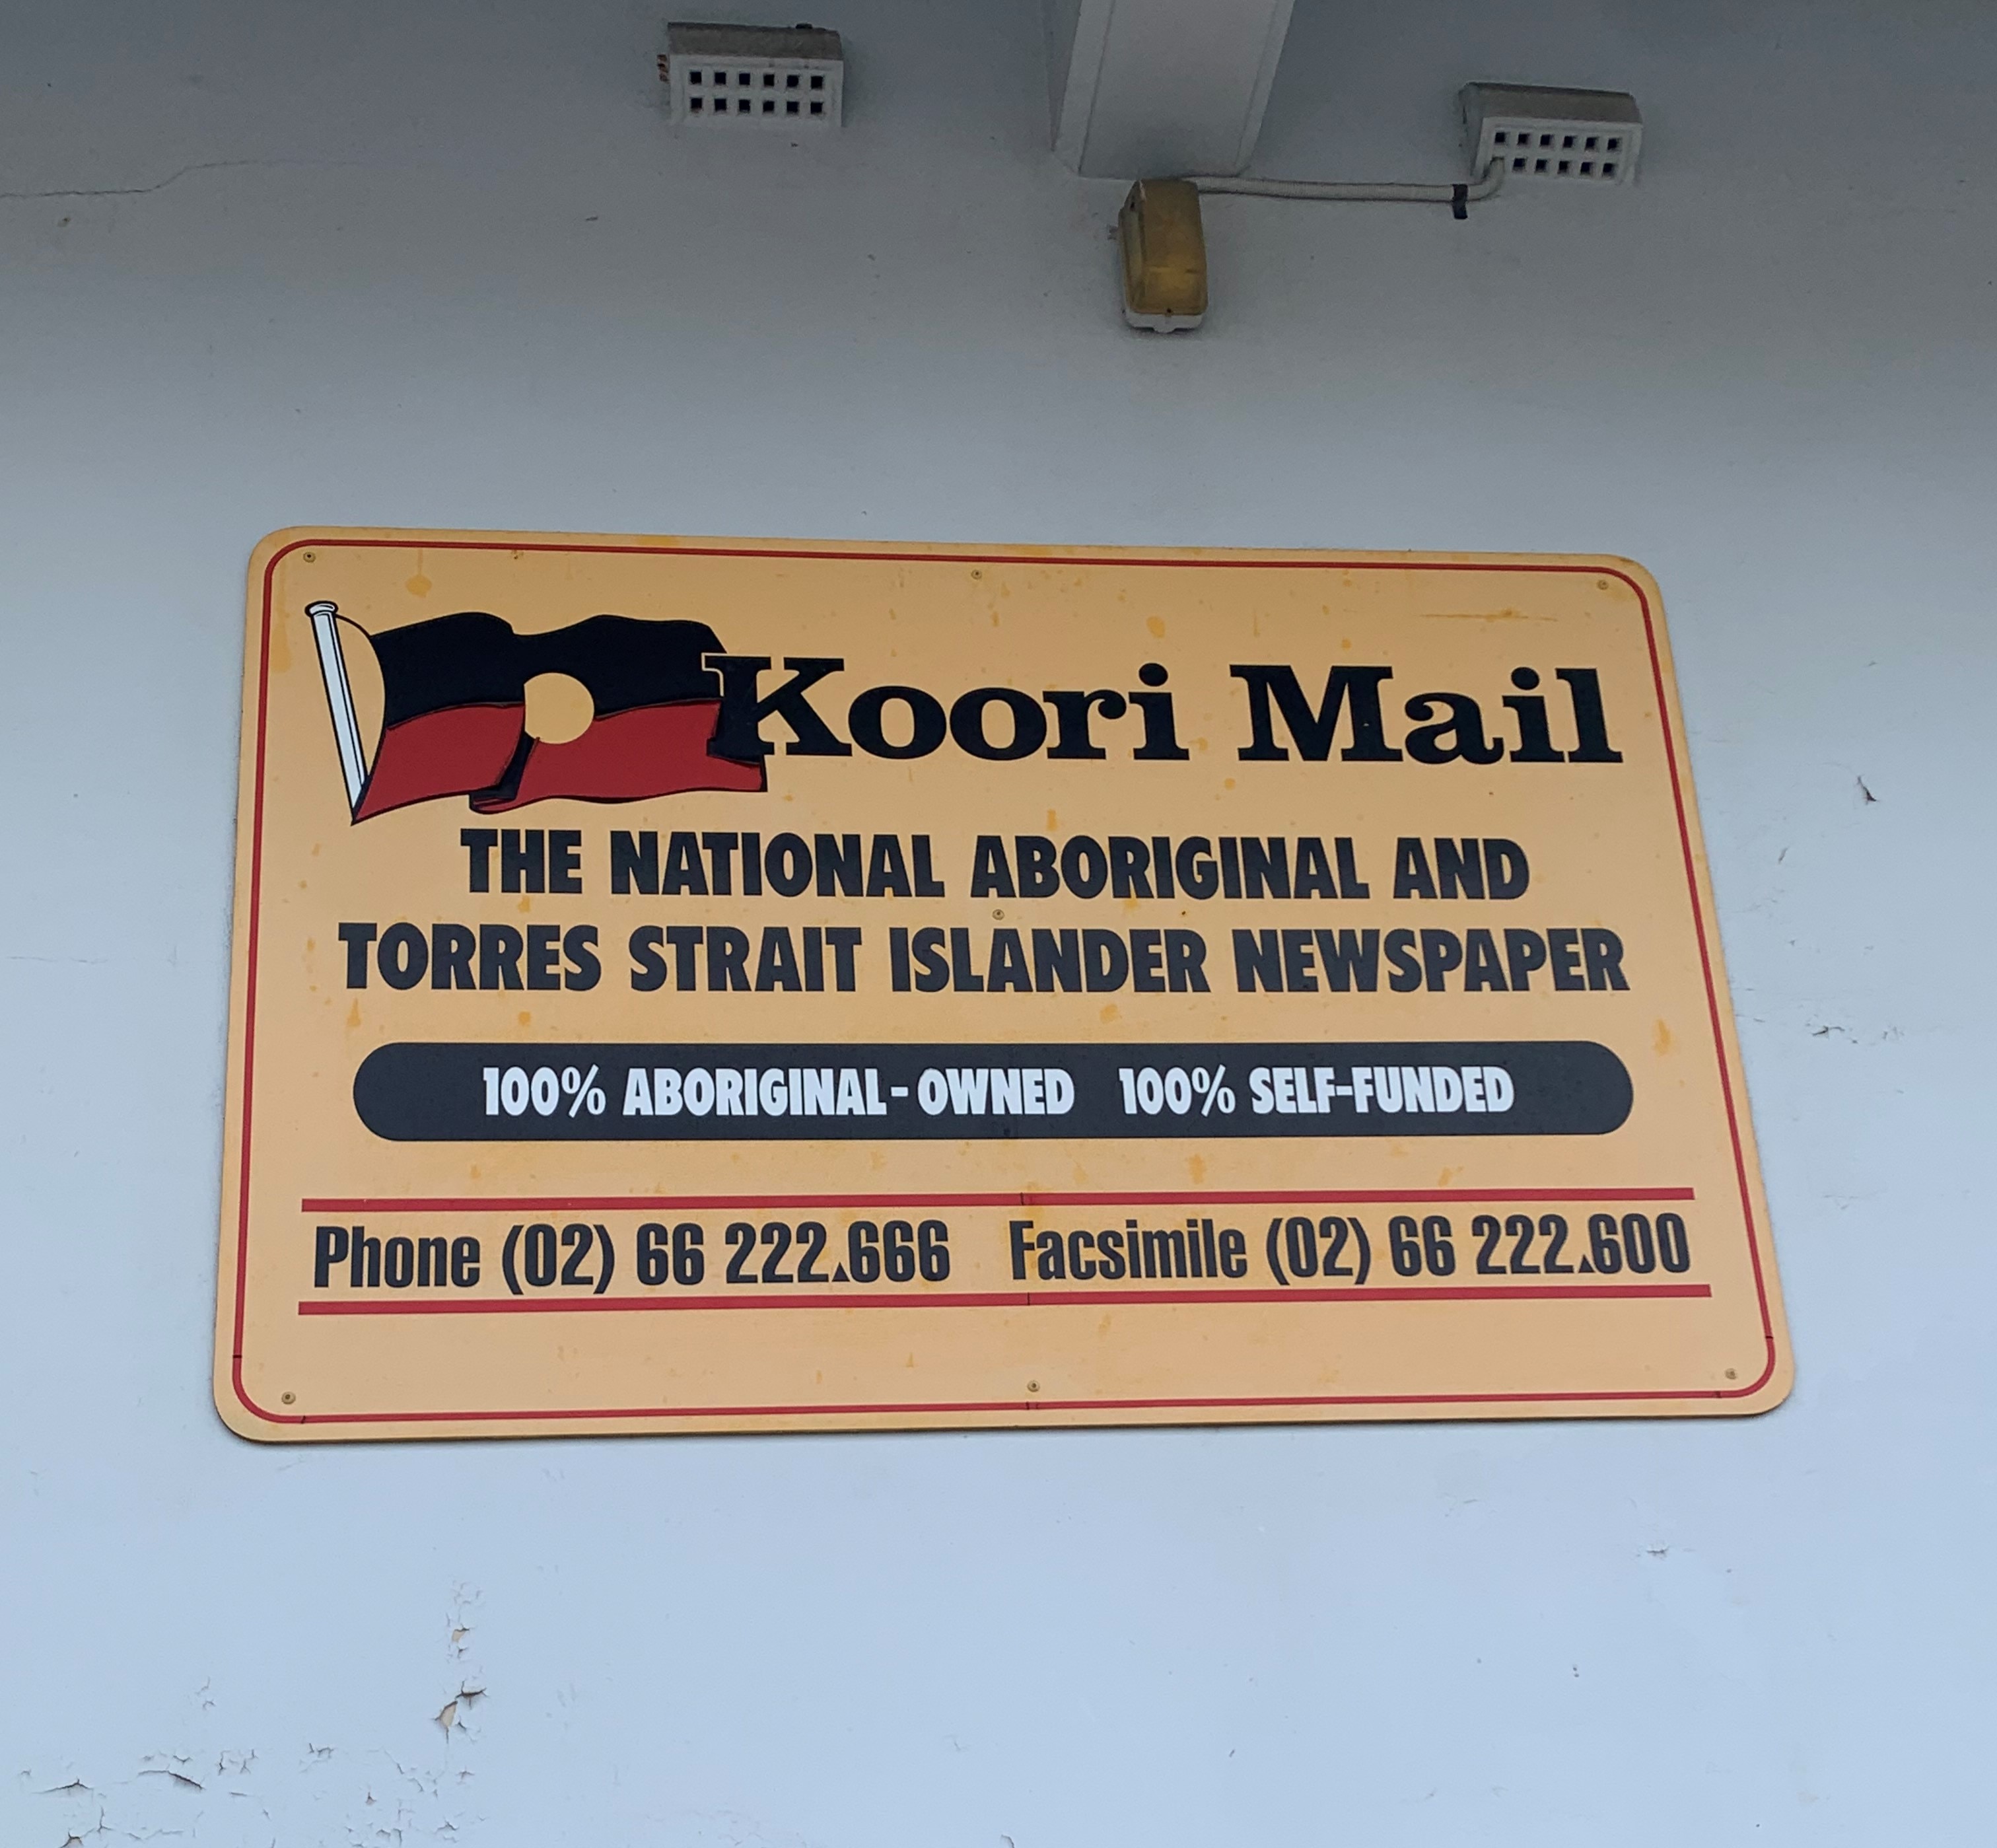 Koori Mail
THE NATIONAL ABORIGINAL AND
TORRES STRAIT ISLANDER NEWSPAPER
100% ABORIGINAL-OWNED 100% SELF-FUNDED
Phone (02) 66 222▲666 Facsimile (02) 66 222▲600